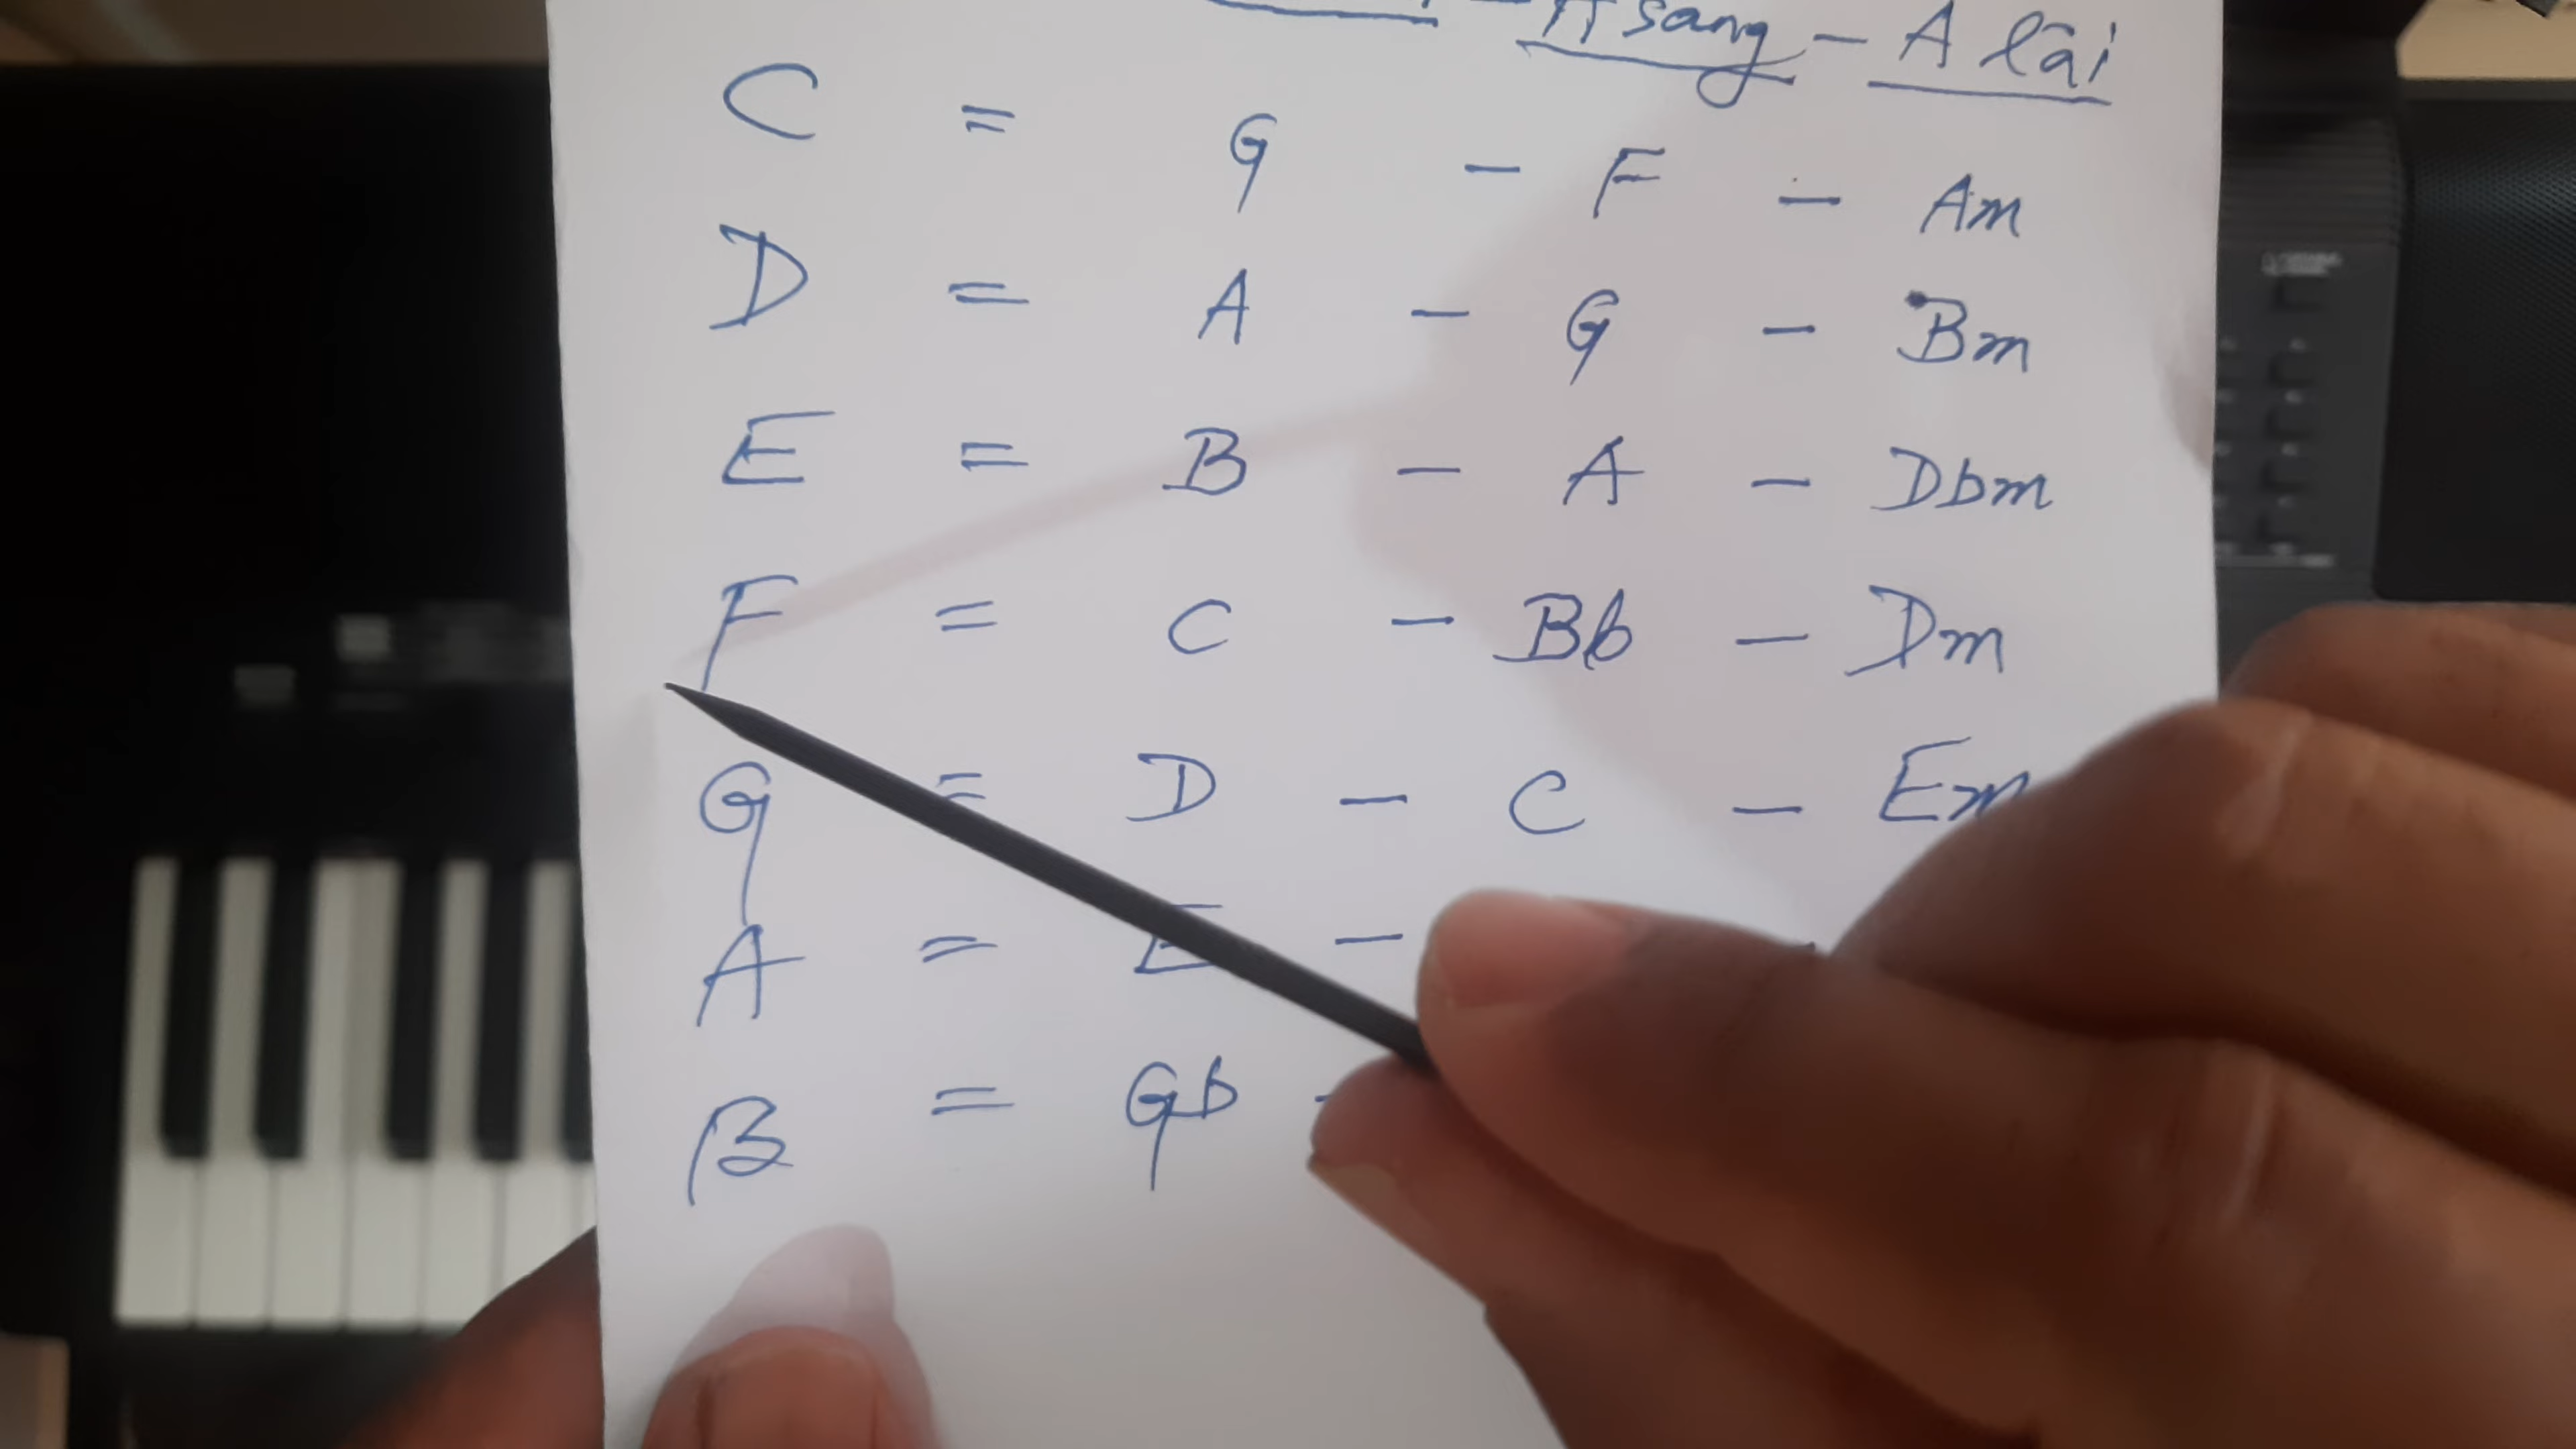 sang - A lại
C = G - F - Am
D = A - G - Bm
E = B - A - Dbm
F = C - Bb - Dm
G = D - C - Em
A = E -
B = Gb -